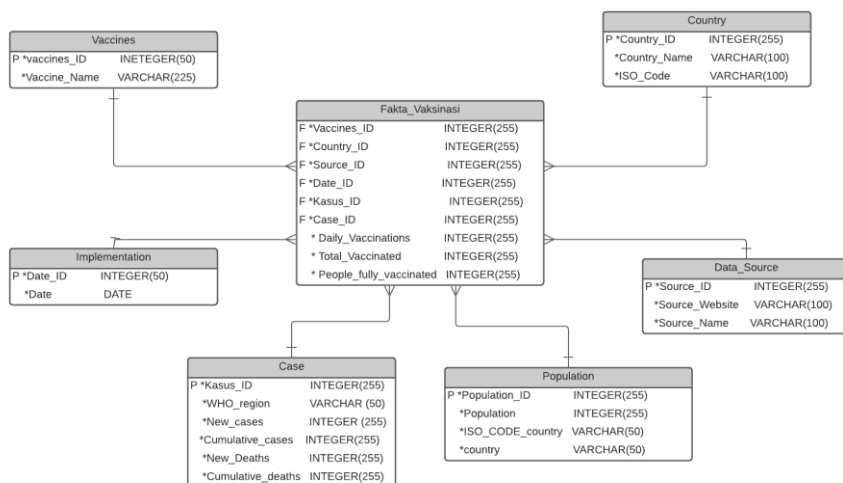 Vaccines
P *vaccines_ID INETEGER(50)
*Vaccine_Name VARCHAR(225)
Country
P *Country_ID INTEGER(255)
*Country_Name VARCHAR(100)
*ISO_Code VARCHAR(100)
Fakta_Vaksinasi
F *Vaccines_ID INTEGER(255)
F *Country_ID INTEGER(255)
F *Source_ID INTEGER(255)
F *Date_ID INTEGER(255)
F *Kasus_ID INTEGER(255)
F *Case_ID INTEGER(255)
* Daily_Vaccinations INTEGER(255)
* Total_Vaccinated INTEGER(255)
* People_fully_vaccinated INTEGER(255)
Implementation
P *Date_ID INTEGER(50)
*Date DATE
Data_Source
P *Source_ID INTEGER(255)
*Source_Website VARCHAR(100)
*Source_Name VARCHAR(100)
Case
P *Kasus_ID INTEGER(255)
*WHO_region VARCHAR (50)
*New_cases INTEGER (255)
*Cumulative_cases INTEGER(255)
*New_Deaths INTEGER(255)
*Cumulative_deaths INTEGER(255)
Population
P *Population_ID INTEGER(255)
*Population INTEGER(255)
*ISO_CODE_country VARCHAR(50)
*country VARCHAR(50)